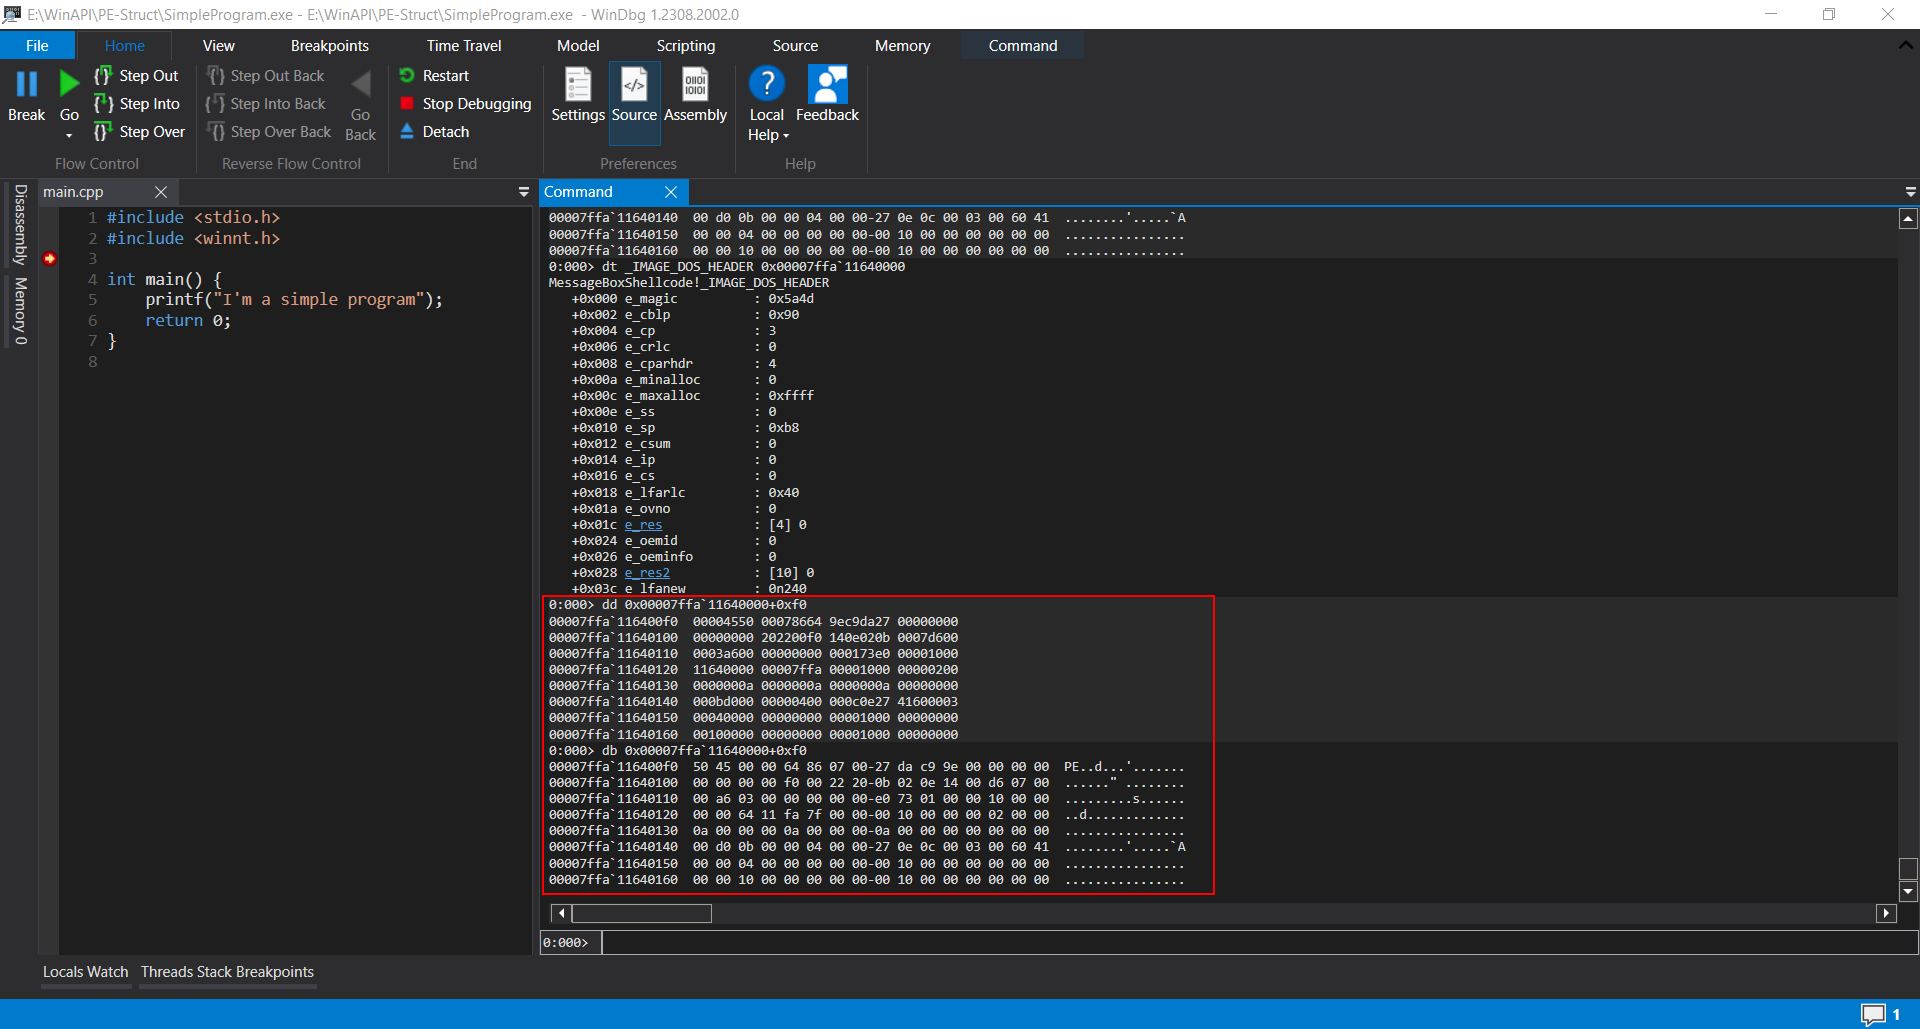 E:\WinAPI\PE-Struct\SimpleProgram.exe - E:\WinAPI\PE-Struct\SimpleProgram.exe - WinDbg 1.2308.2002.0
File Home View Breakpoints Time Travel Model Scripting Source Memory Command
Break
Go
Step Out
Step Into
Step Over
Flow Control
Step Out Back
Step Into Back
Step Over Back
Go
Back
Reverse Flow Control
Restart
Stop Debugging
Detach
End
Settings Source Assembly
Preferences
Local
Help
Feedback
Help
Disassembly
Memory 0
main.cpp
1 #include <stdio.h>
2 #include <winnt.h>
3
4 int main() {
5 printf("I'm a simple program");
6 return 0;
7 }
8
Command
00007ffa`11640140 00 d0 0b 00 00 04 00 00-27 0e 0c 00 03 00 60 41 ........'.....`A
00007ffa`11640150 00 00 04 00 00 00 00 00-00 10 00 00 00 00 00 00 ................
00007ffa`11640160 00 00 10 00 00 00 00 00-00 10 00 00 00 00 00 00 ................
0:000> dt _IMAGE_DOS_HEADER 0x00007ffa`11640000
MessageBoxShellcode!_IMAGE_DOS_HEADER
+0x000 e_magic : 0x5a4d
+0x002 e_cblp : 0x90
+0x004 e_cp : 3
+0x006 e_crlc : 0
+0x008 e_cparhdr : 4
+0x00a e_minalloc : 0
+0x00c e_maxalloc : 0xffff
+0x00e e_ss : 0
+0x010 e_sp : 0xb8
+0x012 e_csum : 0
+0x014 e_ip : 0
+0x016 e_cs : 0
+0x018 e_lfarlc : 0x40
+0x01a e_ovno : 0
+0x01c e_res : [4] 0
+0x024 e_oemid : 0
+0x026 e_oeminfo : 0
+0x028 e_res2 : [10] 0
+0x03c e_lfanew : 0n240
0:000> dd 0x00007ffa`11640000+0xf0
00007ffa`116400f0 00004550 00078664 9ec9da27 00000000
00007ffa`11640100 00000000 202200f0 140e020b 0007d600
00007ffa`11640110 0003a600 00000000 000173e0 00001000
00007ffa`11640120 11640000 00007ffa 00001000 00000200
00007ffa`11640130 0000000a 0000000a 0000000a 00000000
00007ffa`11640140 000bd000 00000400 000c0e27 41600003
00007ffa`11640150 00040000 00000000 00001000 00000000
00007ffa`11640160 00100000 00000000 00001000 00000000
0:000> db 0x00007ffa`11640000+0xf0
00007ffa`116400f0 50 45 00 00 64 86 07 00-27 da c9 9e 00 00 00 00 PE..d...'.......
00007ffa`11640100 00 00 00 00 f0 00 22 20-0b 02 0e 14 00 d6 07 00 ......" ........
00007ffa`11640110 00 a6 03 00 00 00 00 00-e0 73 01 00 00 10 00 00 .........s......
00007ffa`11640120 00 00 64 11 fa 7f 00 00-00 10 00 00 00 02 00 00 ..d.............
00007ffa`11640130 0a 00 00 00 0a 00 00 00-0a 00 00 00 00 00 00 00 ................
00007ffa`11640140 00 d0 0b 00 00 04 00 00-27 0e 0c 00 03 00 60 41 ........'.....`A
00007ffa`11640150 00 00 04 00 00 00 00 00-00 10 00 00 00 00 00 00 ................
00007ffa`11640160 00 00 10 00 00 00 00 00-00 10 00 00 00 00 00 00 ................
0:000>
Locals Watch Threads Stack Breakpoints
1